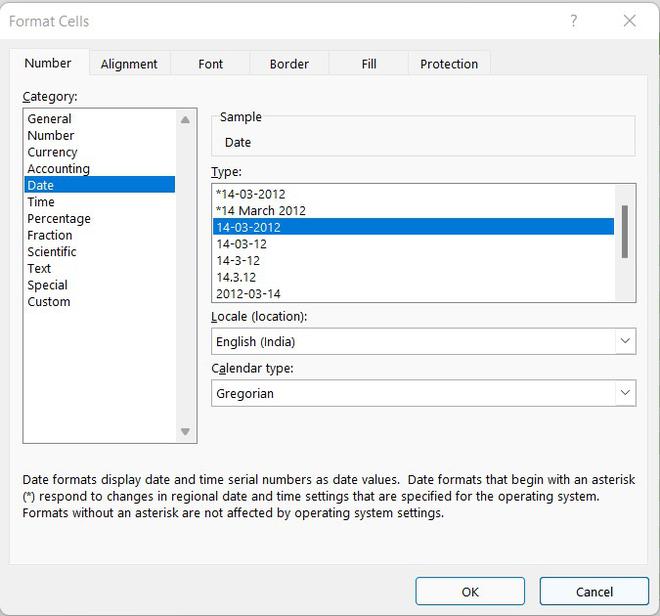 Format Cells
?
Number
Alignment
Font
Border
Fill
Protection
Category:
General
Number
Currency
Accounting
Date
Time
Percentage
Fraction
Scientific
Text
Special
Custom
Sample
Date
Type:
*14-03-2012
*14 March 2012
14-03-2012
14-03-12
14-3-12
14.3.12
2012-03-14
Locale (location):
English (India)
Calendar type:
Gregorian
Date formats display date and time serial numbers as date values.  Date formats that begin with an asterisk
(*) respond to changes in regional date and time settings that are specified for the operating system.
Formats without an asterisk are not affected by operating system settings.
OK
Cancel